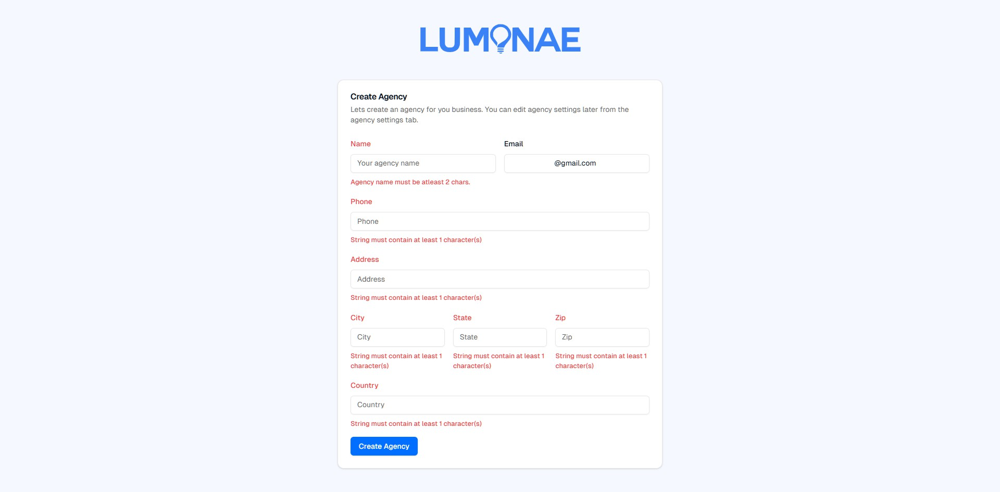 LUMONAE
Create Agency
Lets create an agency for you business. You can edit agency settings later from the
agency settings tab.
Name
Email
Your agency name
@gmail.com
Agency name must be atleast 2 chars.
Phone
Phone
String must contain at least 1 character(s)
Address
Address
String must contain at least 1 character(s)
City
State
Zip
City
State
Zip
String must contain at least 1
character(s)
String must contain at least 1
character(s)
String must contain at least 1
character(s)
Country
Country
String must contain at least 1 character(s)
Create Agency